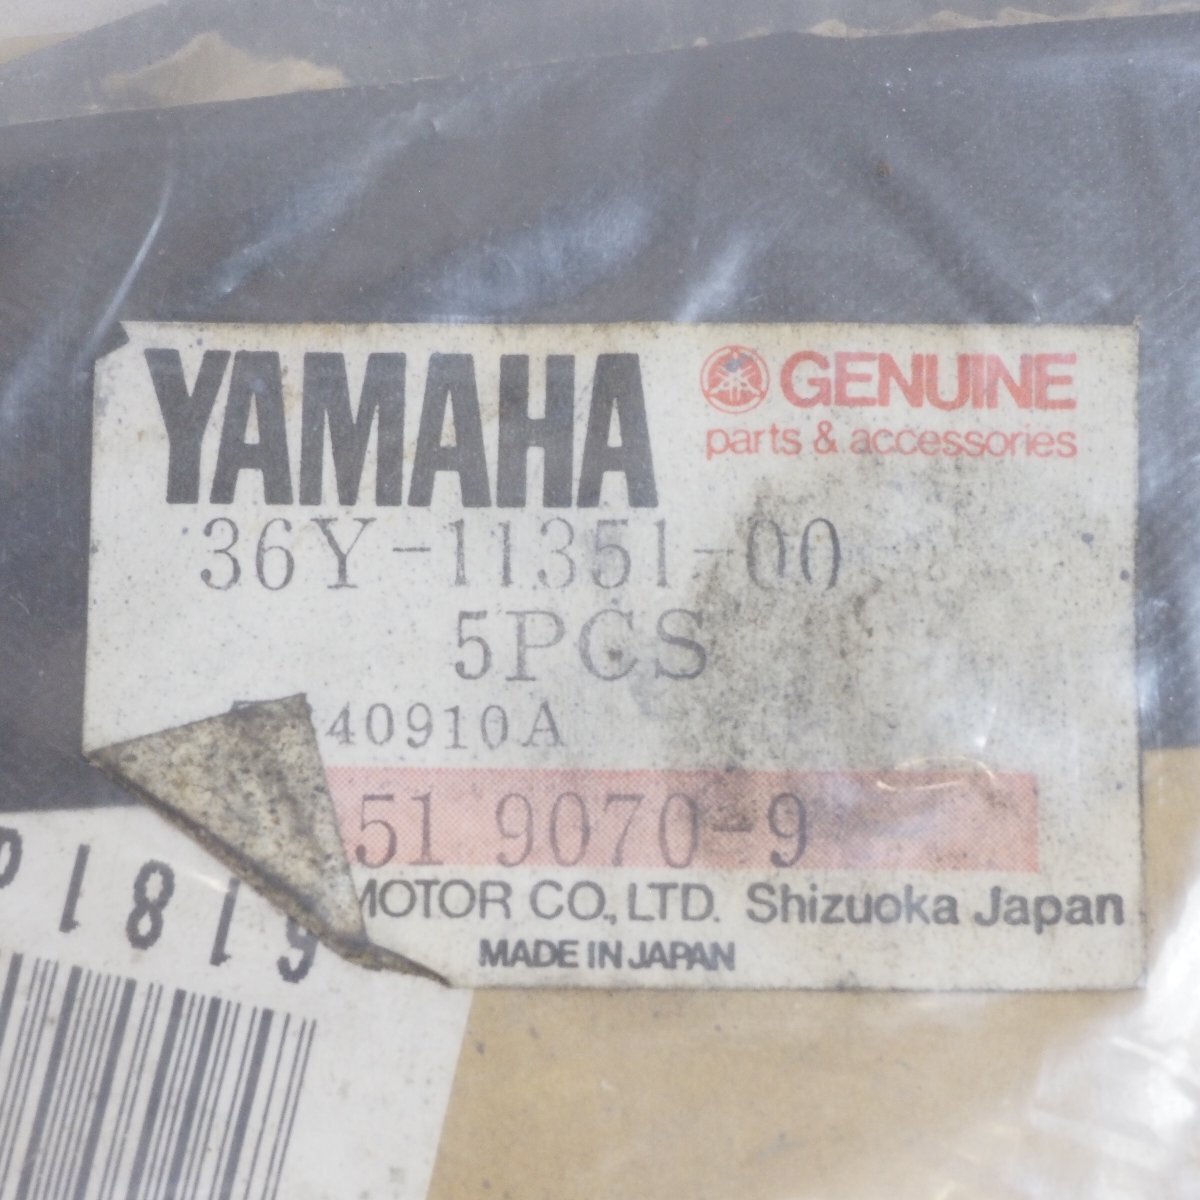 YAMAHA GENUINE
parts & accessories
36Y-11351-00
5PCS
40910A
51 9070-9
MOTOR CO., LTD. Shizuoka Japan
MADE IN JAPAN
6181